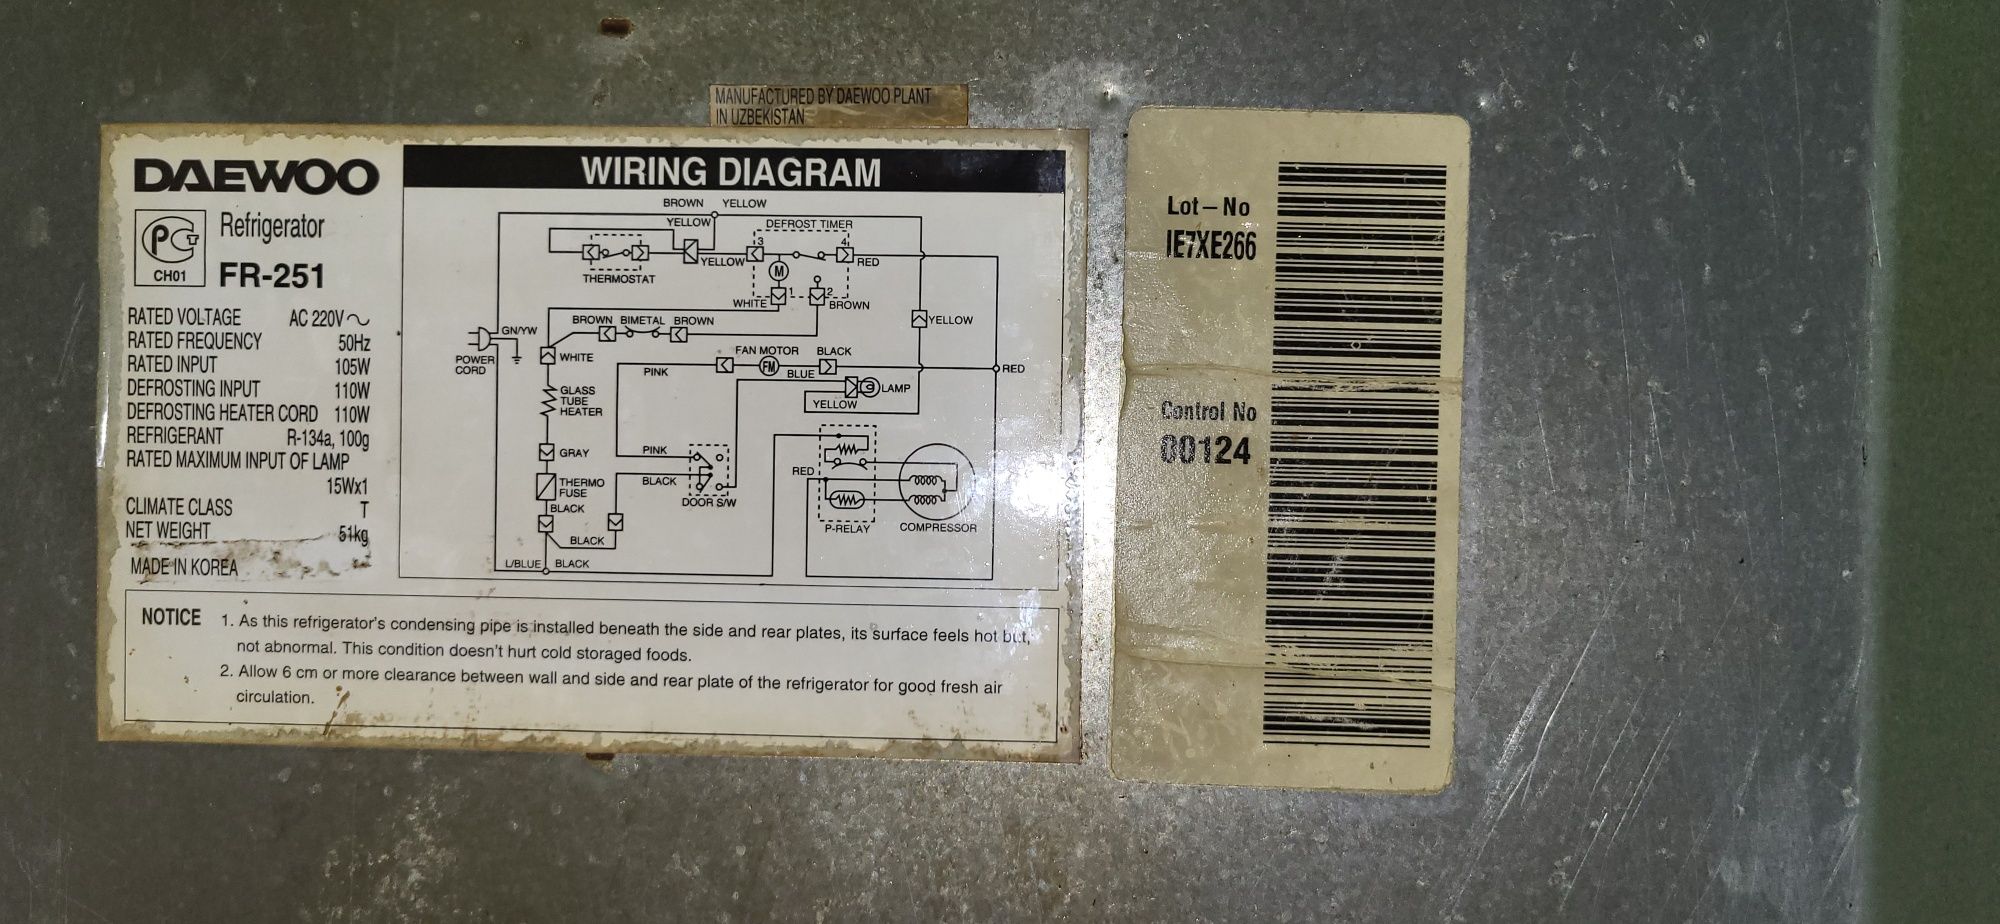 MANUFACTURED BY DAEWOO PLANT
IN UZBEKISTAN
DAEWOO
PCT
CH01
Refrigerator
FR-251
RATED VOLTAGE AC 220V～
RATED FREQUENCY 50Hz
RATED INPUT 105W
DEFROSTING INPUT 110W
DEFROSTING HEATER CORD 110W
REFRIGERANT R-134a, 100g
RATED MAXIMUM INPUT OF LAMP
15Wx1
CLIMATE CLASS T
NET WEIGHT 51kg
MADE IN KOREA
WIRING DIAGRAM
BROWN YELLOW
YELLOW DEFROST TIMER
3 4
YELLOW RED
THERMOSTAT M
WHITE 1 2 BROWN
BROWN BIMETAL BROWN YELLOW
GN/YW
POWER
CORD
WHITE
FAN MOTOR BLACK
PINK FM RED
BLUE LAMP
YELLOW
GLASS
TUBE
HEATER
GRAY
PINK
THERMO
FUSE
BLACK
DOOR S/W
BLACK
BLACK
RED
P-RELAY COMPRESSOR
L/BLUE BLACK
NOTICE 1. As this refrigerator's condensing pipe is installed beneath the side and rear plates, its surface feels hot but,
not abnormal. This condition doesn't hurt cold storaged foods.
2. Allow 6 cm or more clearance between wall and side and rear plate of the refrigerator for good fresh air
circulation.
Lot-No
IE7XE266
Control No
00124